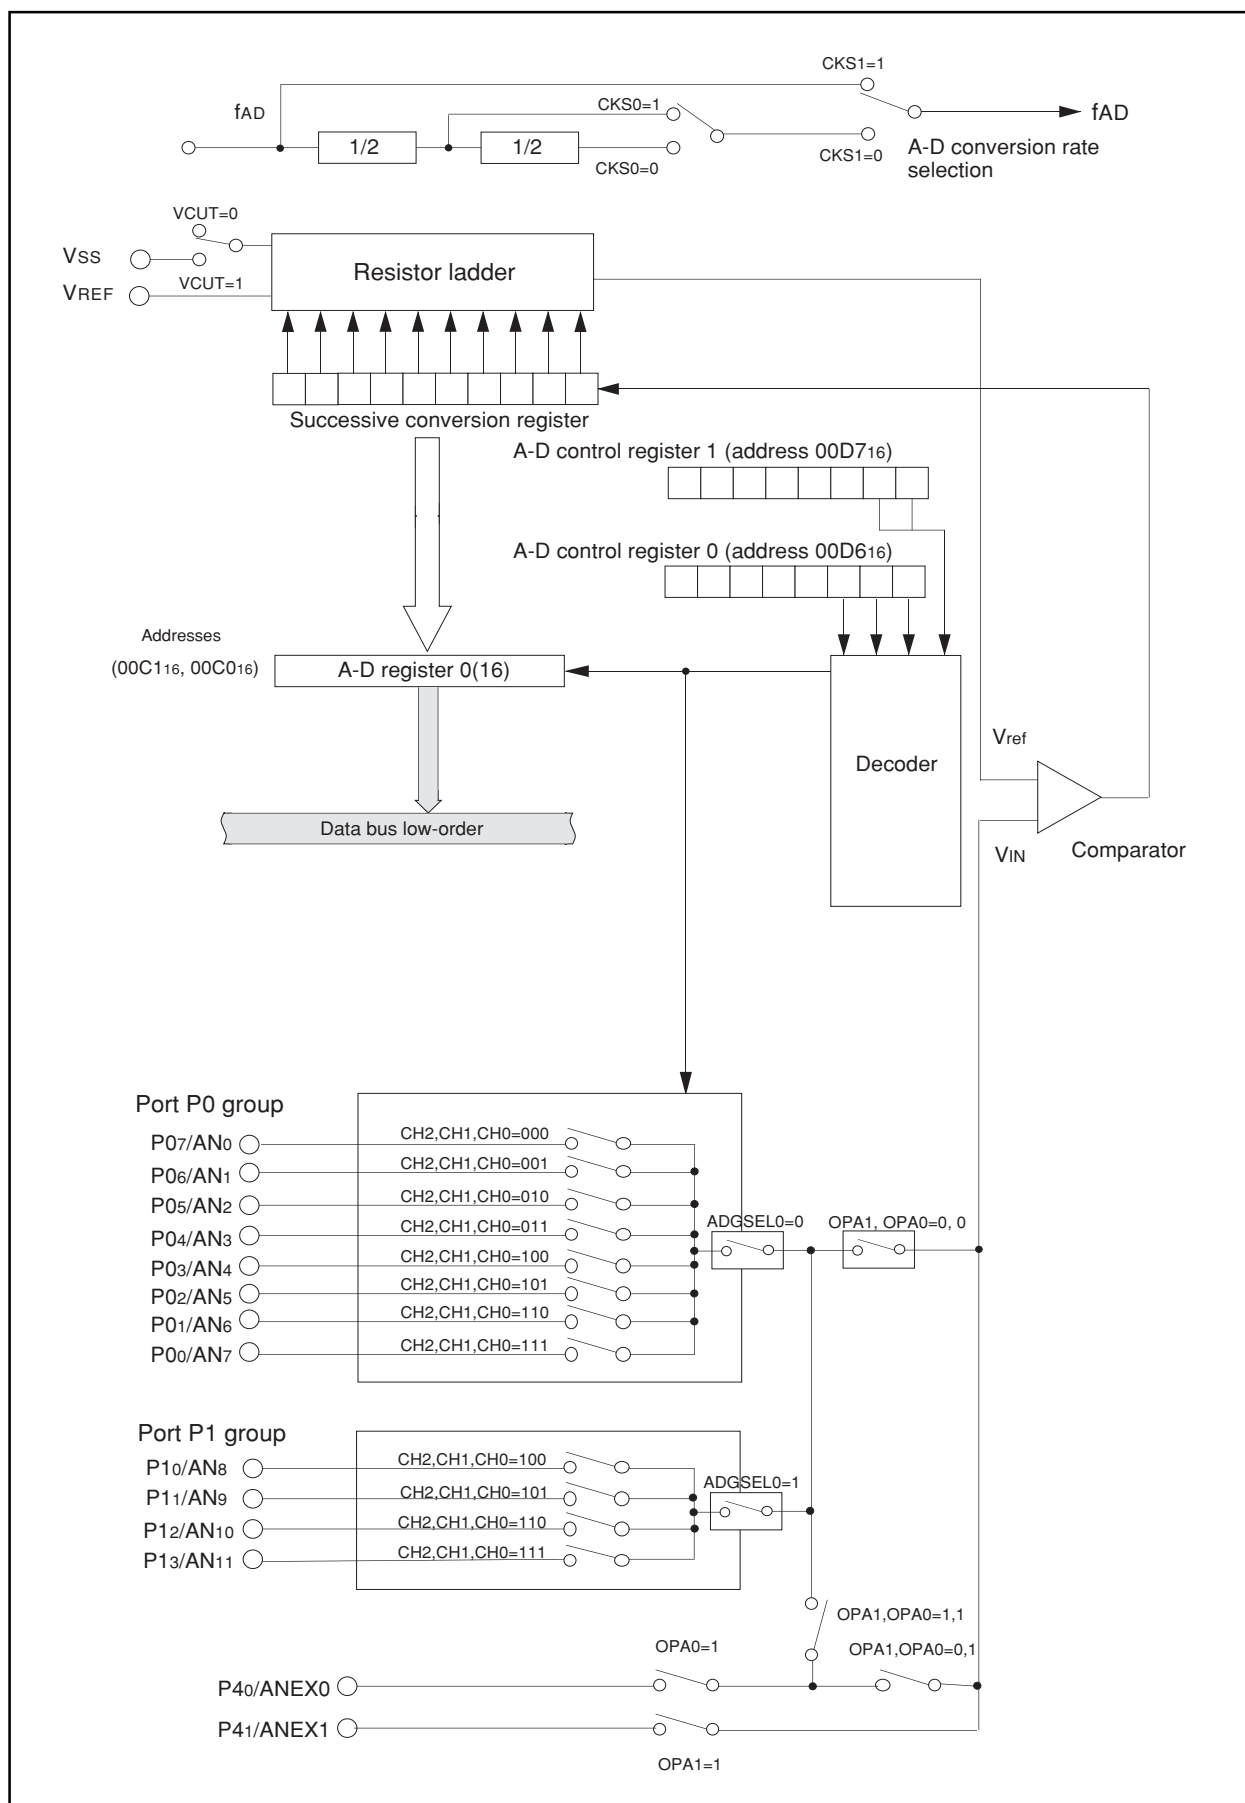 CKS1=1
fAD
CKS0=1
fAD
1/2
1/2
CKS0=0
CKS1=0
A-D conversion rate
selection
VCUT=0
VSS
VREF
VCUT=1
Resistor ladder
Successive conversion register
A-D control register 1 (address 00D716)
A-D control register 0 (address 00D616)
Addresses
(00C116, 00C016)
A-D register 0(16)
Decoder
Vref
VIN
Comparator
Data bus low-order
Port P0 group
P07/AN0
CH2,CH1,CH0=000
P06/AN1
CH2,CH1,CH0=001
P05/AN2
CH2,CH1,CH0=010
P04/AN3
CH2,CH1,CH0=011
P03/AN4
CH2,CH1,CH0=100
P02/AN5
CH2,CH1,CH0=101
P01/AN6
CH2,CH1,CH0=110
P00/AN7
CH2,CH1,CH0=111
ADGSEL0=0
OPA1, OPA0=0, 0
Port P1 group
P10/AN8
CH2,CH1,CH0=100
P11/AN9
CH2,CH1,CH0=101
P12/AN10
CH2,CH1,CH0=110
P13/AN11
CH2,CH1,CH0=111
ADGSEL0=1
OPA1,OPA0=1,1
OPA0=1
OPA1,OPA0=0,1
P40/ANEX0
P41/ANEX1
OPA1=1